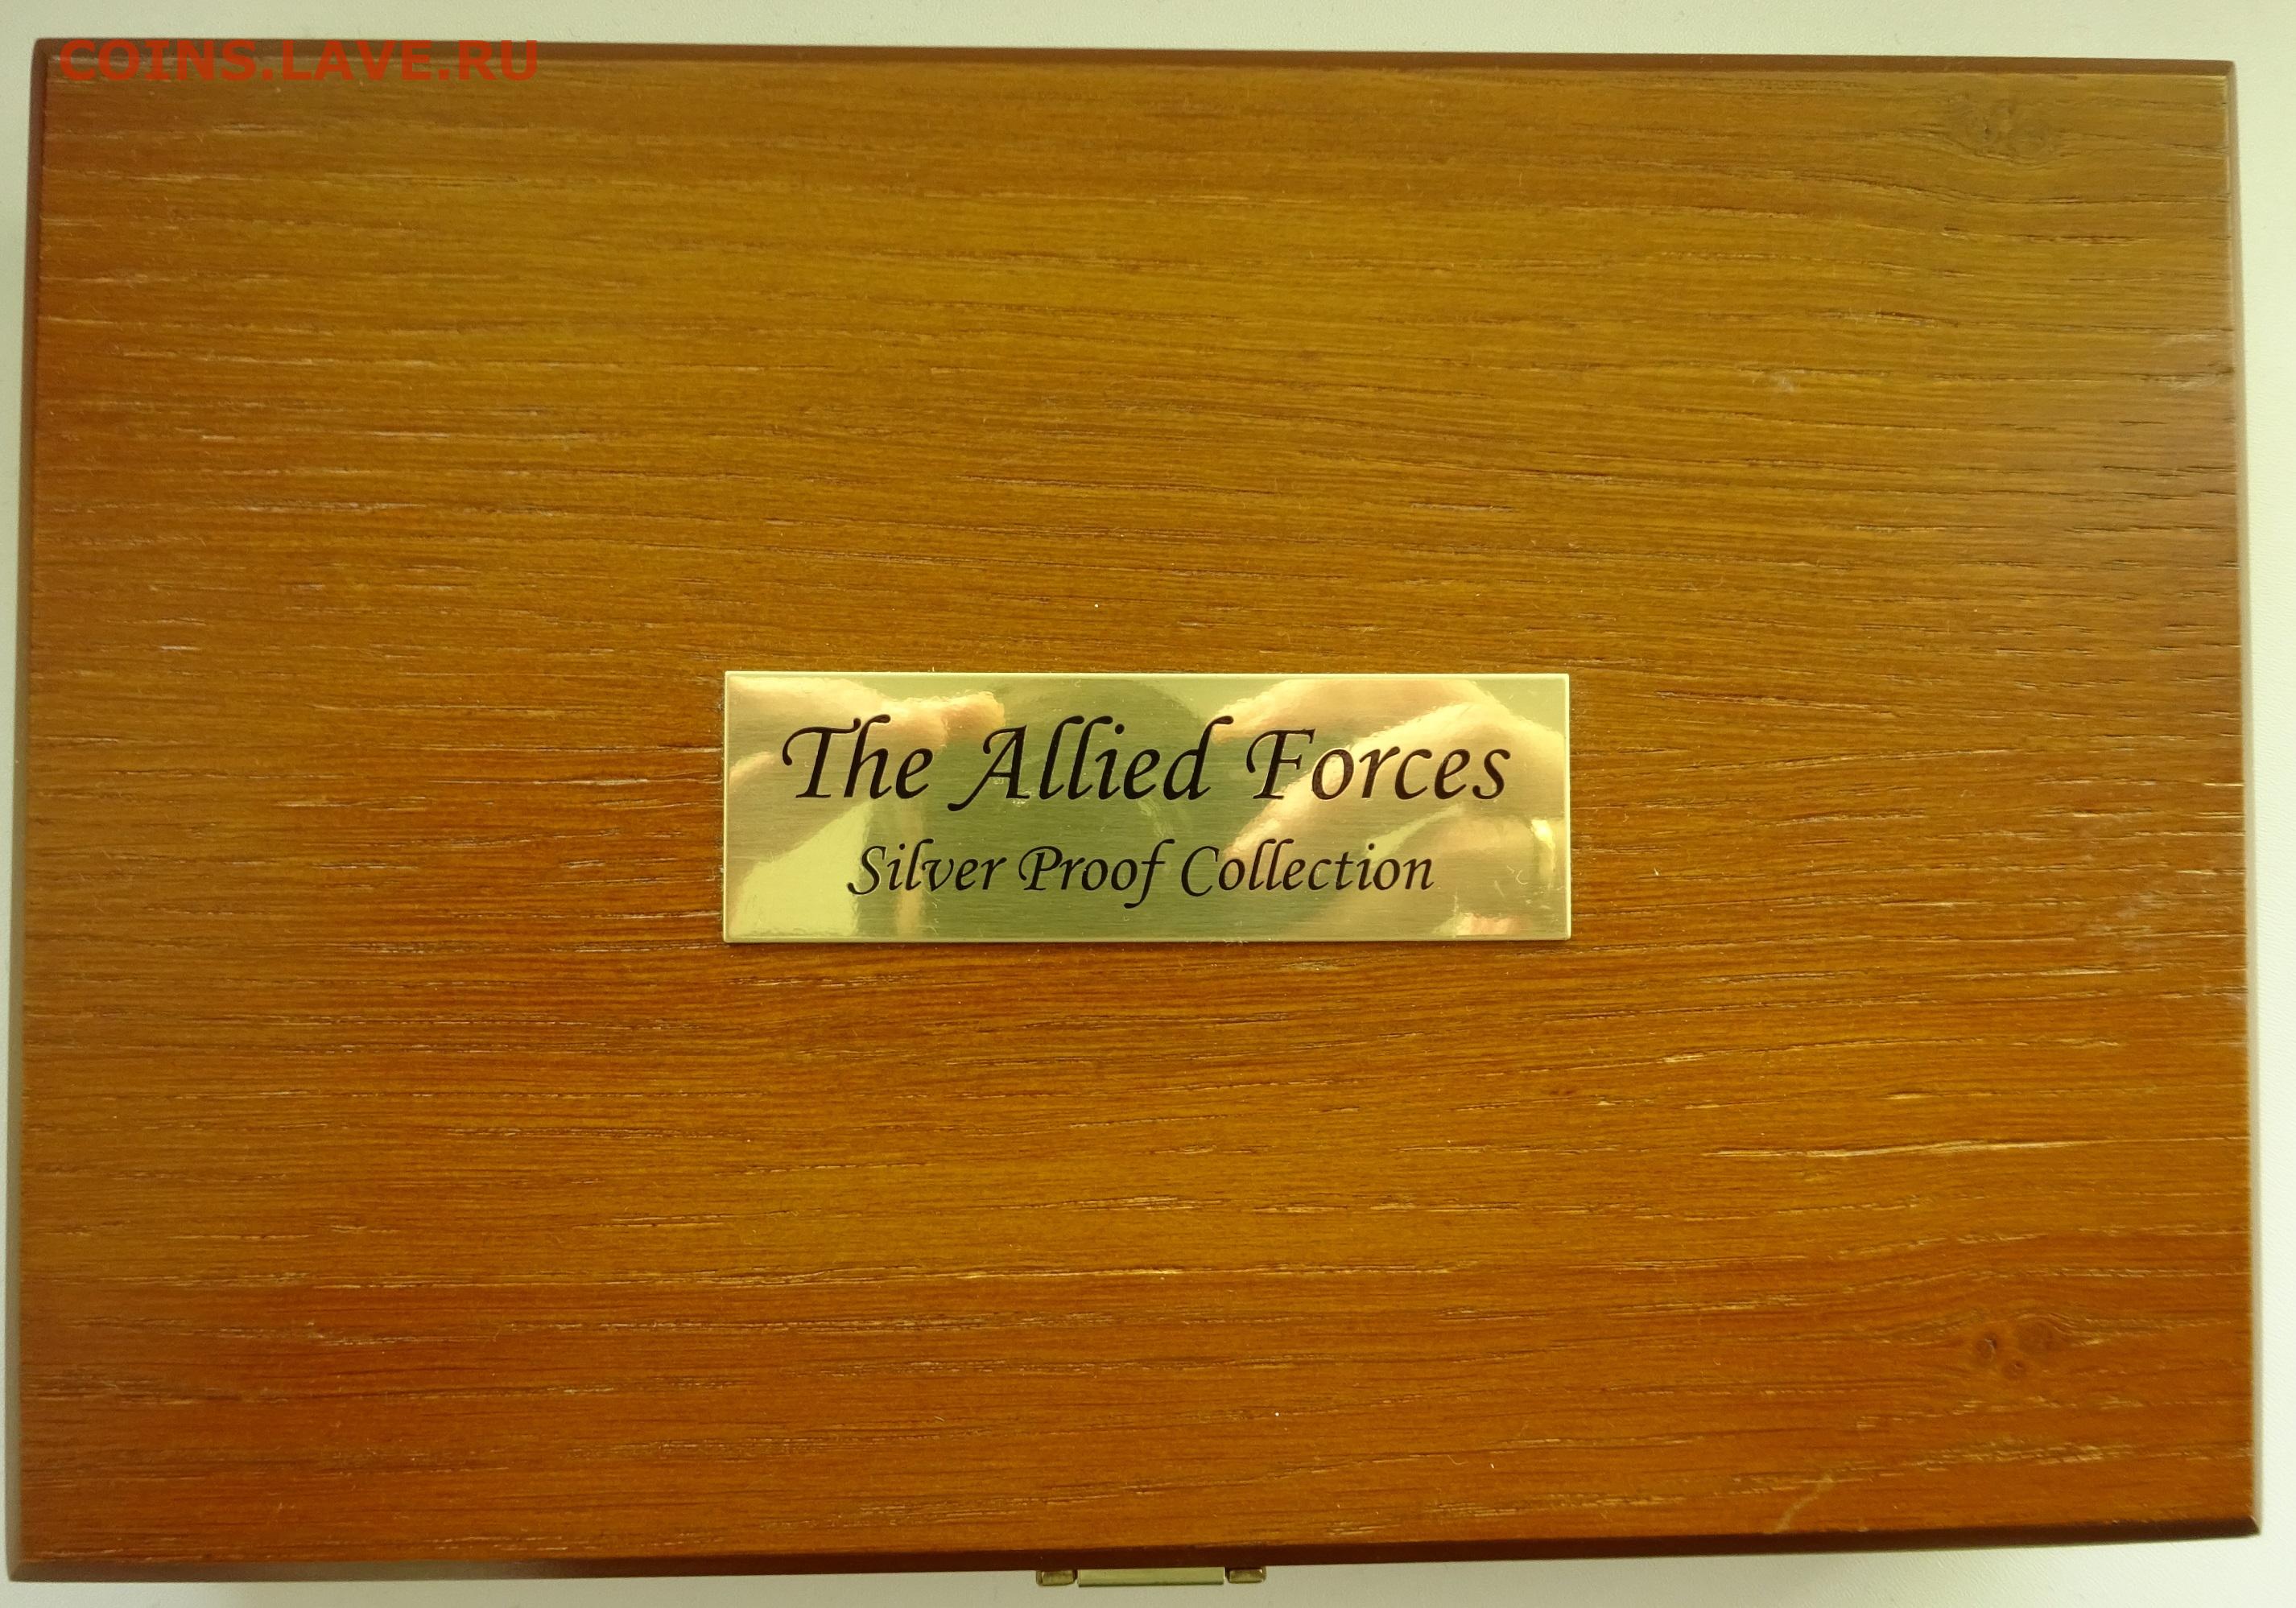 COINS.LAVE.RU
The Allied Forces
Silver Proof Collection